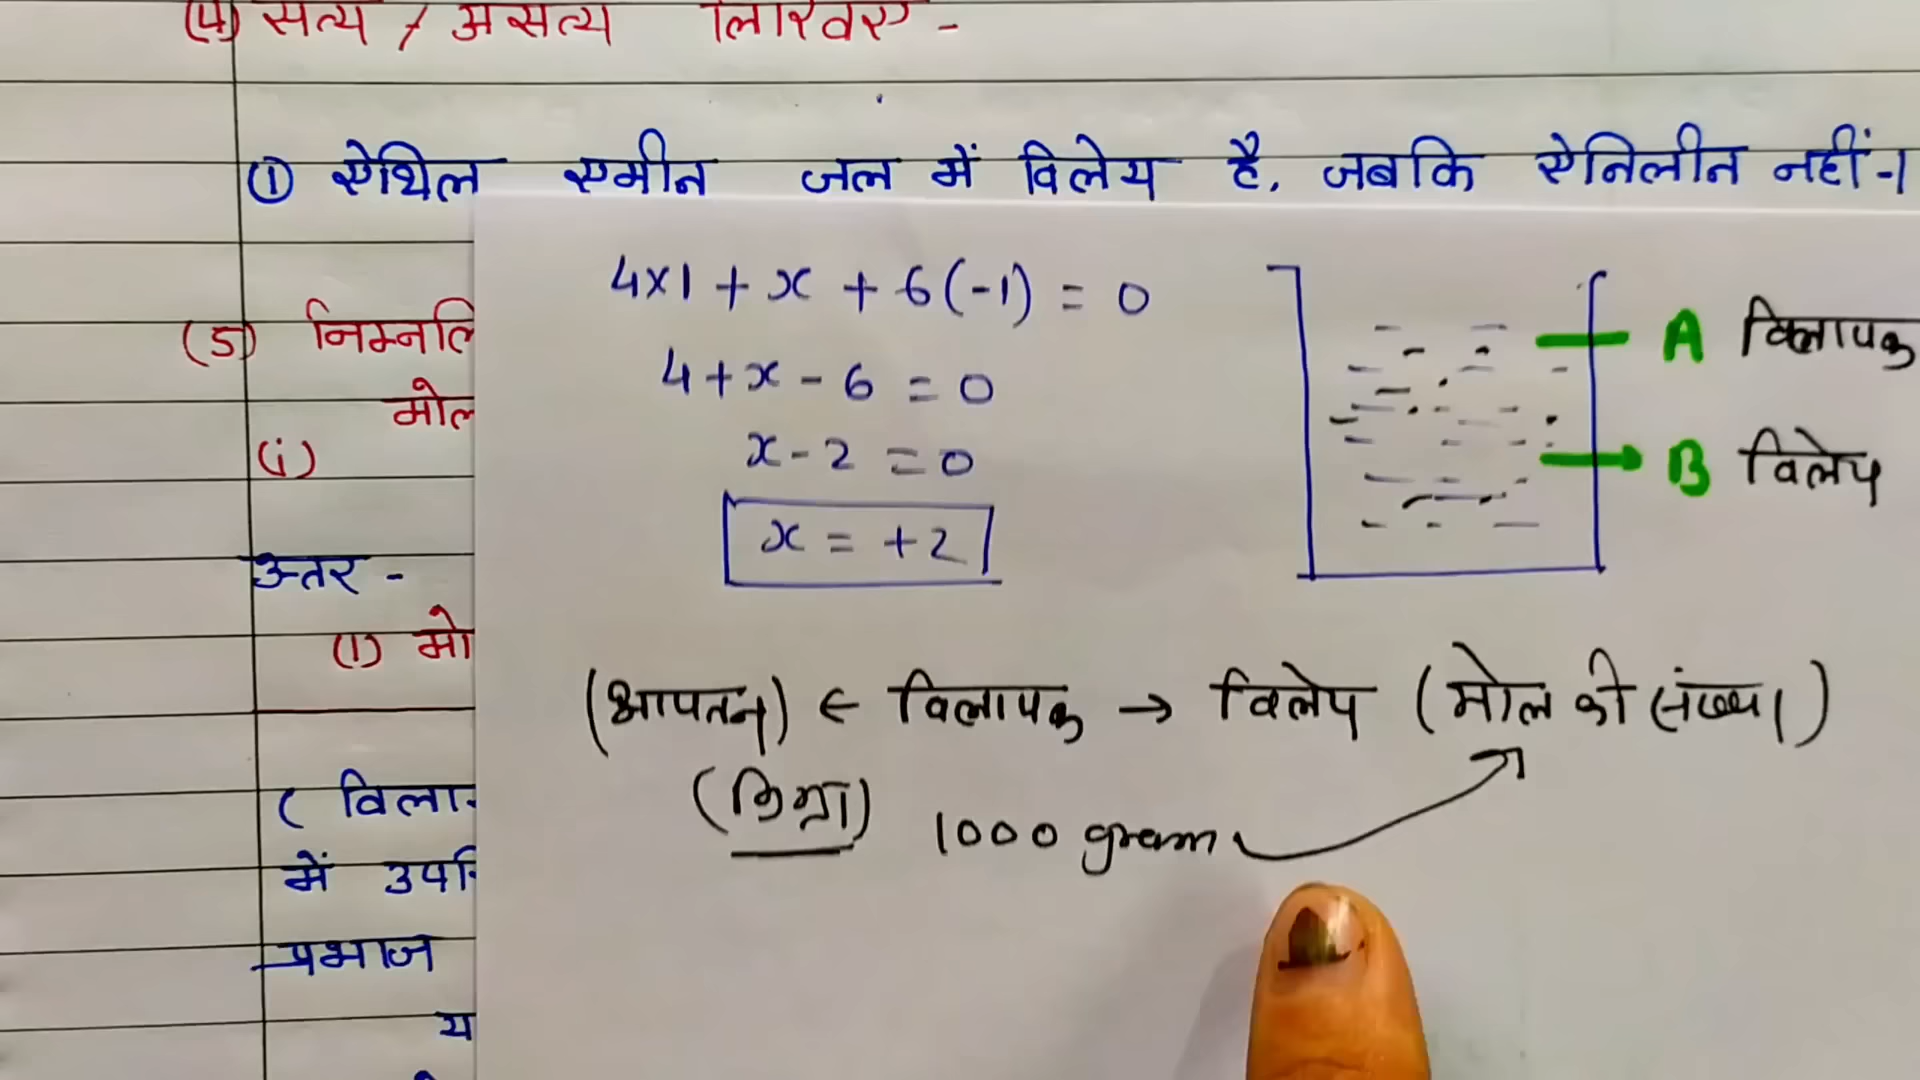 (4) सत्य / असत्य लिखिए -
① ऐथिल एमीन जल में विलेय है, जबकि ऐनिलीन नहीं -।
4×1 + x + 6(-1) = 0
4 + x - 6 = 0
x - 2 = 0
x = +2
A विलायक
B विलेय
(5) निम्नलि
मोल
(i)
उत्तर -
(1) मो
(आयतन) ← विलायक → विलेय (मोल की संख्या)
(किग्रा) 1000 gram
( विला
में उपि
प्रभाज
य